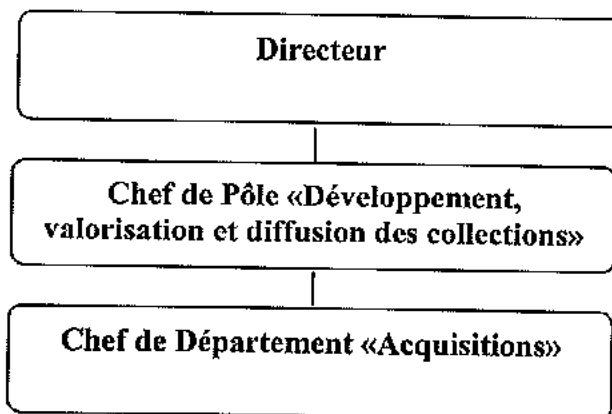 Directeur
Chef de Pôle «Développement,
valorisation et diffusion des collections»
Chef de Département «Acquisitions»